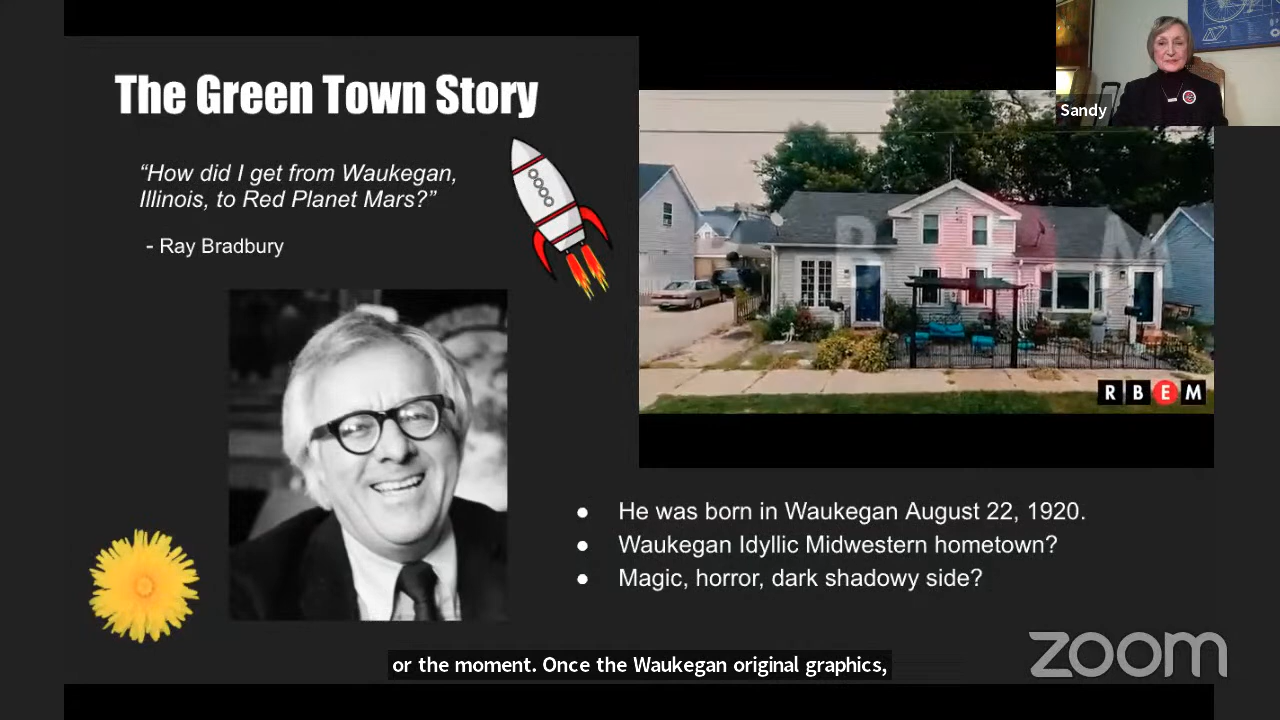 The Green Town Story
“How did I get from Waukegan,
Illinois, to Red Planet Mars?”
- Ray Bradbury
Sandy
R B E M
R B E M
● He was born in Waukegan August 22, 1920.
● Waukegan Idyllic Midwestern hometown?
● Magic, horror, dark shadowy side?
or the moment. Once the Waukegan original graphics,
zoom